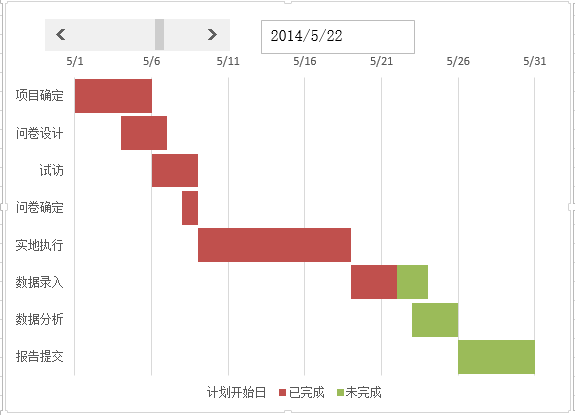 2014/5/22
5/1 5/6 5/11 5/16 5/21 5/26 5/31
项目确定
问卷设计
试访
问卷确定
实地执行
数据录入
数据分析
报告提交
计划开始日 已完成 未完成